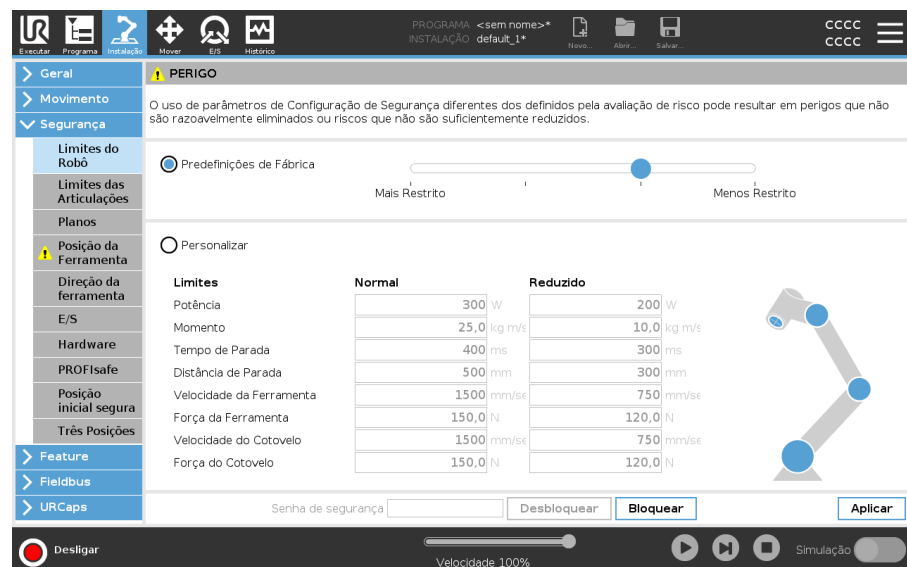 UR
PROGRAMA <sem nome>*
INSTALAÇÃO default_1*
CCCC
CCCC
Executar Programa Instalação Mover E/S Histórico Novo... Abrir... Salvar...
Geral
Movimento
Segurança
Limites do
Robô
Limites das
Articulações
Planos
Posição da
Ferramenta
Direção da
ferramenta
E/S
Hardware
PROFIsafe
Posição
inicial segura
Três Posições
Feature
Fieldbus
URCaps
PERIGO
O uso de parâmetros de Configuração de Segurança diferentes dos definidos pela avaliação de risco pode resultar em perigos que não
são razoavelmente eliminados ou riscos que não são suficientemente reduzidos.
Predefinições de Fábrica
Mais Restrito Menos Restrito
Personalizar
Limites Normal Reduzido
Potência 300 W 200 W
Momento 25,0 kg m/s 10,0 kg m/s
Tempo de Parada 400 ms 300 ms
Distância de Parada 500 mm 300 mm
Velocidade da Ferramenta 1500 mm/se 750 mm/se
Força da Ferramenta 150,0 N 120,0 N
Velocidade do Cotovelo 1500 mm/se 750 mm/se
Força do Cotovelo 150,0 N 120,0 N
Senha de segurança Desbloquear Bloquear Aplicar
Desligar
Velocidade 100%
Simulação